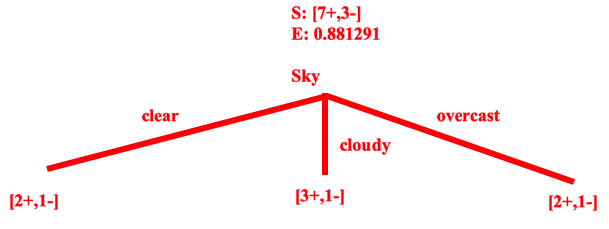 S: [7+,3-]
E: 0.881291
Sky
clear
overcast
cloudy
[2+,1-]
[3+,1-]
[2+,1-]